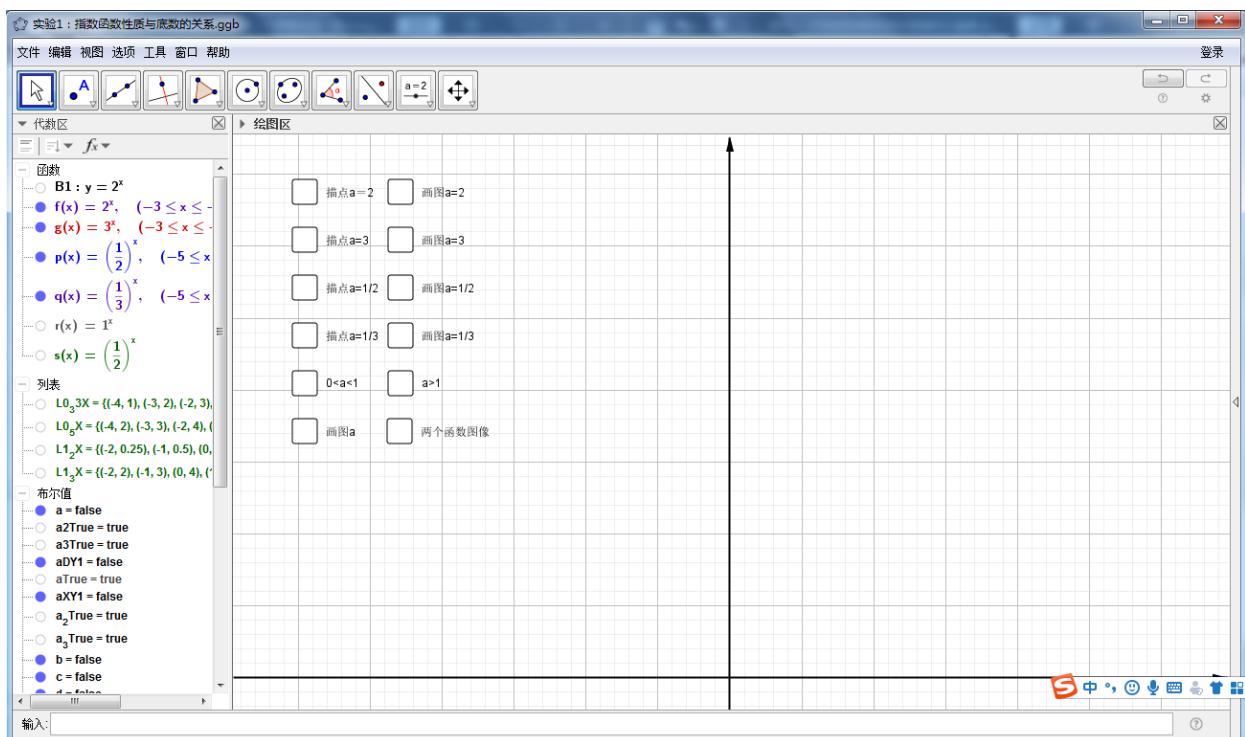 实验1：指数函数性质与底数的关系.ggb
文件 编辑 视图 选项 工具 窗口 帮助
登录
A
α
a=2
代数区
绘图区
fx
函数
B1 : y = 2ˣ
f(x) = 2ˣ, (−3 ≤ x ≤ -
g(x) = 3ˣ, (−3 ≤ x ≤ -
p(x) = (1/2)ˣ, (−5 ≤ x
q(x) = (1/3)ˣ, (−5 ≤ x
r(x) = 1ˣ
s(x) = (1/2)ˣ
列表
L0₃3X = {(-4, 1), (-3, 2), (-2, 3),
L0₅X = {(-4, 2), (-3, 3), (-2, 4), (
L1₂X = {(-2, 0.25), (-1, 0.5), (0,
L1₃X = {(-2, 2), (-1, 3), (0, 4), (
布尔值
a = false
a2True = true
a3True = true
aDY1 = false
aTrue = true
aXY1 = false
a₂True = true
a₃True = true
b = false
c = false
d = false
描点a＝2 画图a=2
描点a=3 画图a=3
描点a=1/2 画图a=1/2
描点a=1/3 画图a=1/3
0<a<1 a>1
画图a 两个函数图像
S 中
输入: